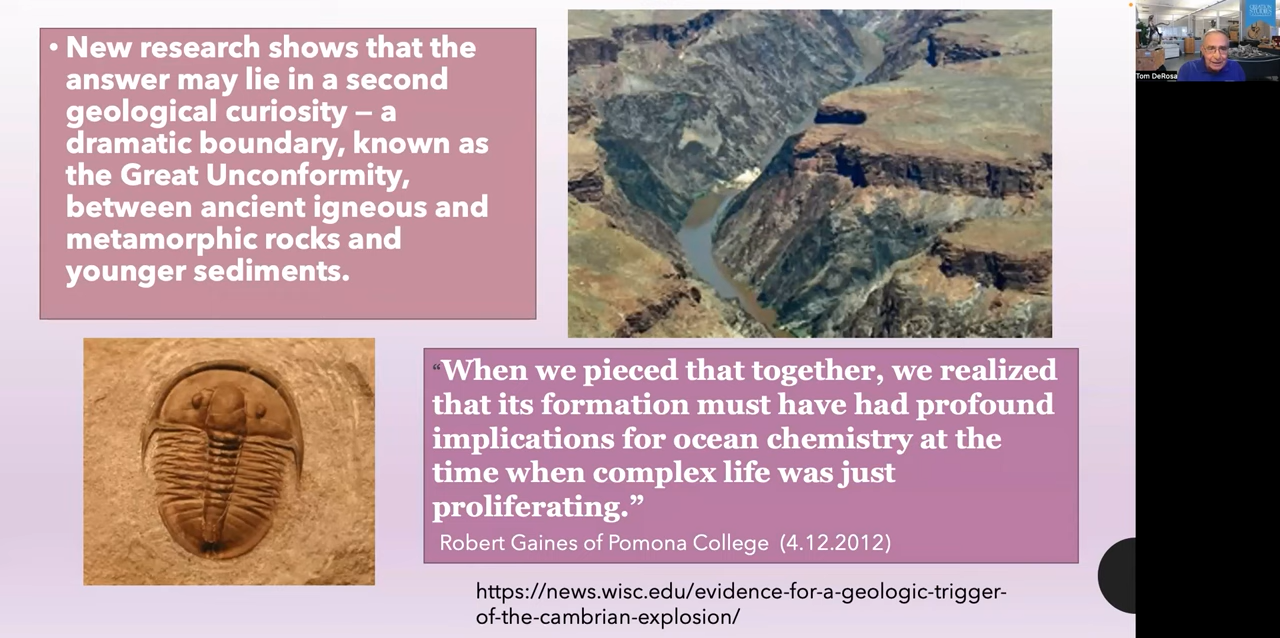 • New research shows that the
answer may lie in a second
geological curiosity – a
dramatic boundary, known as
the Great Unconformity,
between ancient igneous and
metamorphic rocks and
younger sediments.
“When we pieced that together, we realized
that its formation must have had profound
implications for ocean chemistry at the
time when complex life was just
proliferating.”
Robert Gaines of Pomona College (4.12.2012)
https://news.wisc.edu/evidence-for-a-geologic-trigger-
of-the-cambrian-explosion/
Tom DeRosa